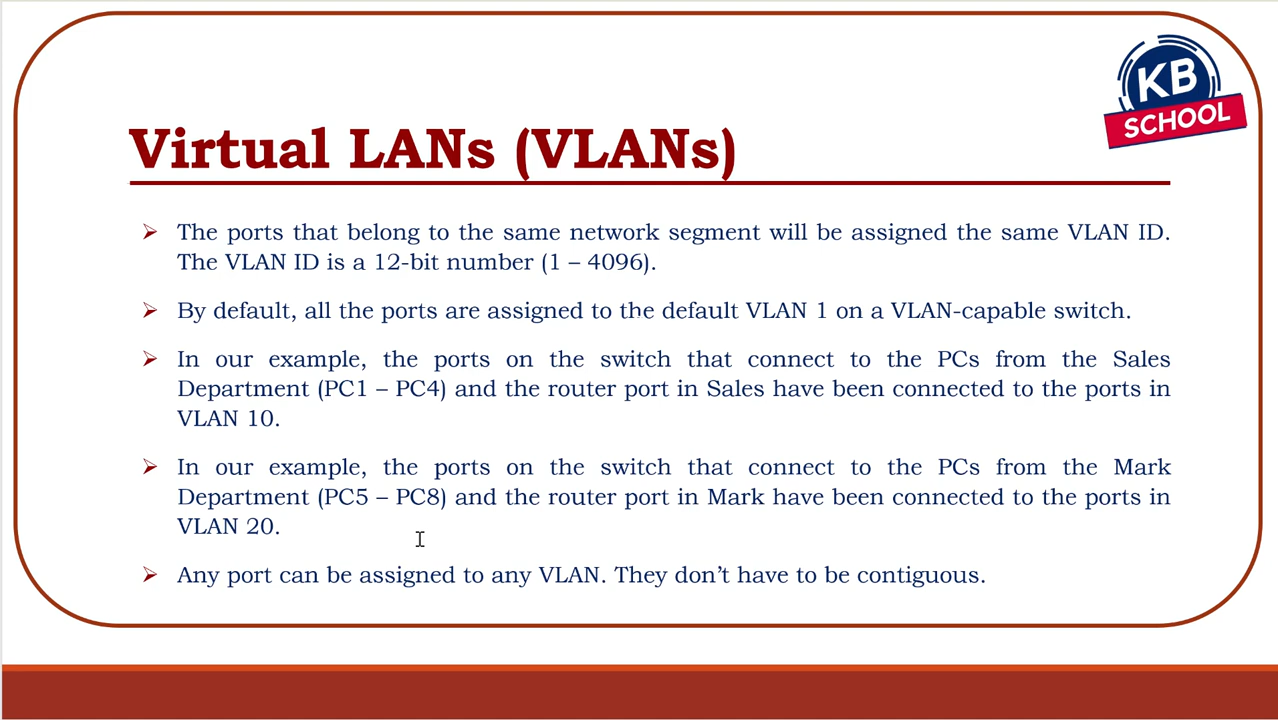 KB
SCHOOL
Virtual LANs (VLANs)
The ports that belong to the same network segment will be assigned the same VLAN ID.
The VLAN ID is a 12-bit number (1 – 4096).
By default, all the ports are assigned to the default VLAN 1 on a VLAN-capable switch.
In our example, the ports on the switch that connect to the PCs from the Sales
Department (PC1 – PC4) and the router port in Sales have been connected to the ports in
VLAN 10.
In our example, the ports on the switch that connect to the PCs from the Mark
Department (PC5 – PC8) and the router port in Mark have been connected to the ports in
VLAN 20.
Any port can be assigned to any VLAN. They don’t have to be contiguous.